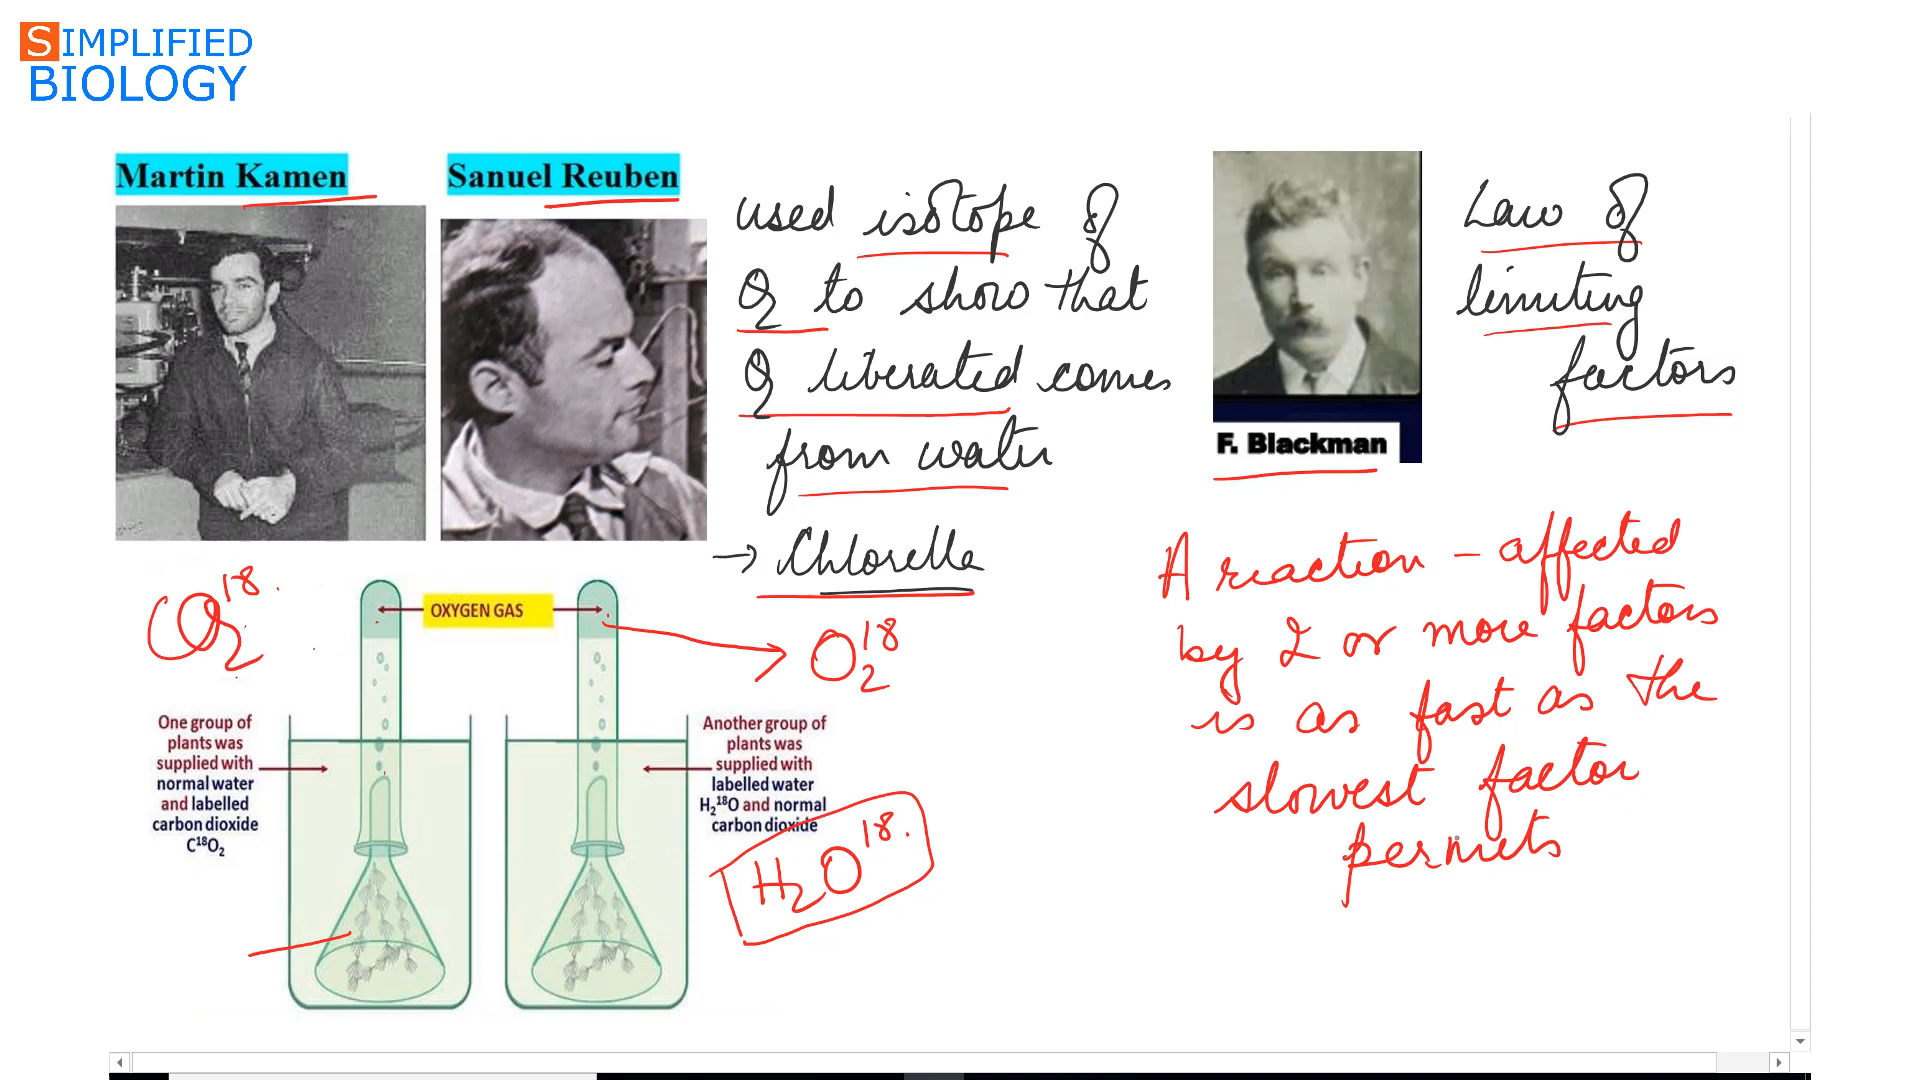 SIMPLIFIED
BIOLOGY
Martin Kamen
Sanuel Reuben
used isotope of
O2 to show that
O2 liberated comes
from water
→ Chlorella
F. Blackman
Law of
limiting
factors
CO2^18.
OXYGEN GAS
O2^18
One group of
plants was
supplied with
normal water
and labelled
carbon dioxide
C¹⁸O₂
Another group of
plants was
supplied with
labelled water
H₂¹⁸O and normal
carbon dioxide
H2O^18.
A reaction - affected
by 2 or more factors
is as fast as the
slowest factor
permits